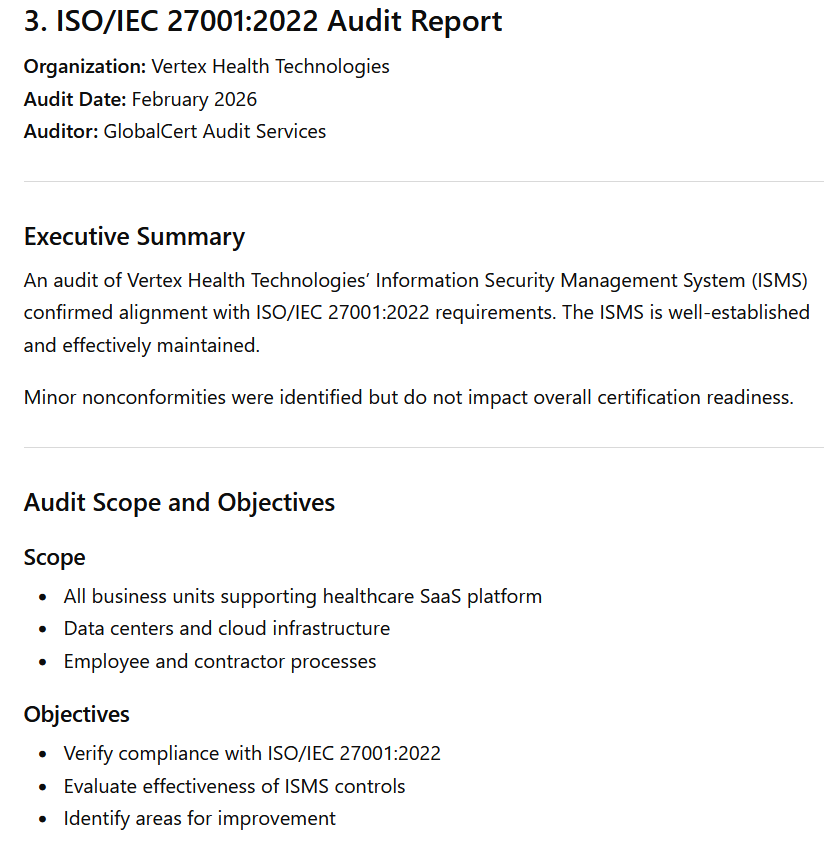 3. ISO/IEC 27001:2022 Audit Report
Organization: Vertex Health Technologies
Audit Date: February 2026
Auditor: GlobalCert Audit Services
Executive Summary
An audit of Vertex Health Technologies’ Information Security Management System (ISMS)
confirmed alignment with ISO/IEC 27001:2022 requirements. The ISMS is well-established
and effectively maintained.
Minor nonconformities were identified but do not impact overall certification readiness.
Audit Scope and Objectives
Scope
• All business units supporting healthcare SaaS platform
• Data centers and cloud infrastructure
• Employee and contractor processes
Objectives
• Verify compliance with ISO/IEC 27001:2022
• Evaluate effectiveness of ISMS controls
• Identify areas for improvement